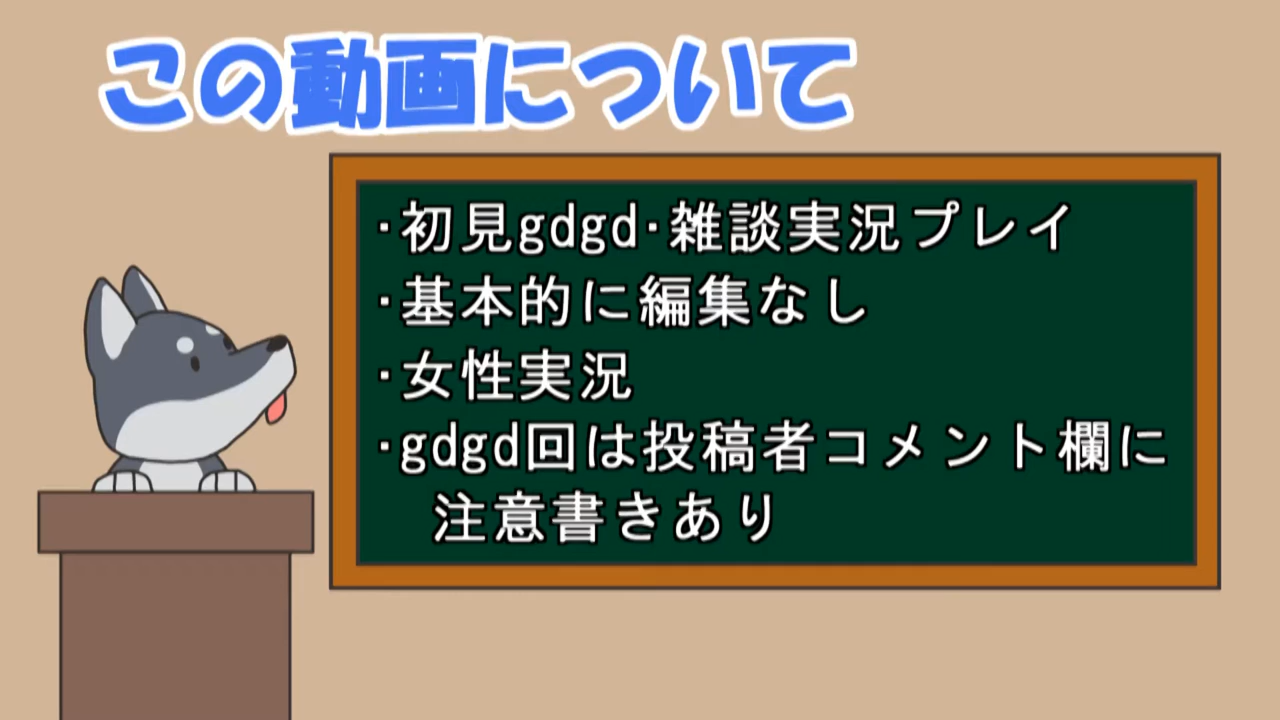 この動画について
・初見gdgd・雑談実況プレイ
・基本的に編集なし
・女性実況
・gdgd回は投稿者コメント欄に
注意書きあり